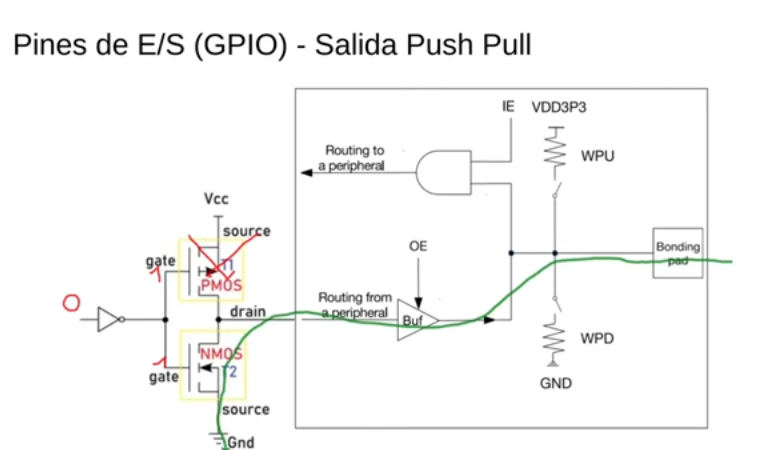 Pines de E/S (GPIO) - Salida Push Pull
IE VDD3P3
Routing to
a peripheral
WPU
Vcc
source
gate
1
T1
PMOS
OE
Bonding
pad
0
drain
Routing from
a peripheral
Buf
NMOS
1
gate
T2
WPD
source
GND
Gnd